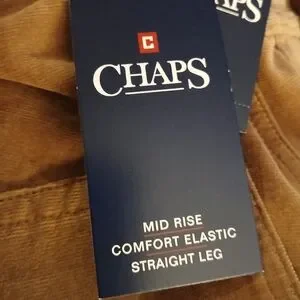 C
CHAPS
MID RISE
COMFORT ELASTIC
STRAIGHT LEG